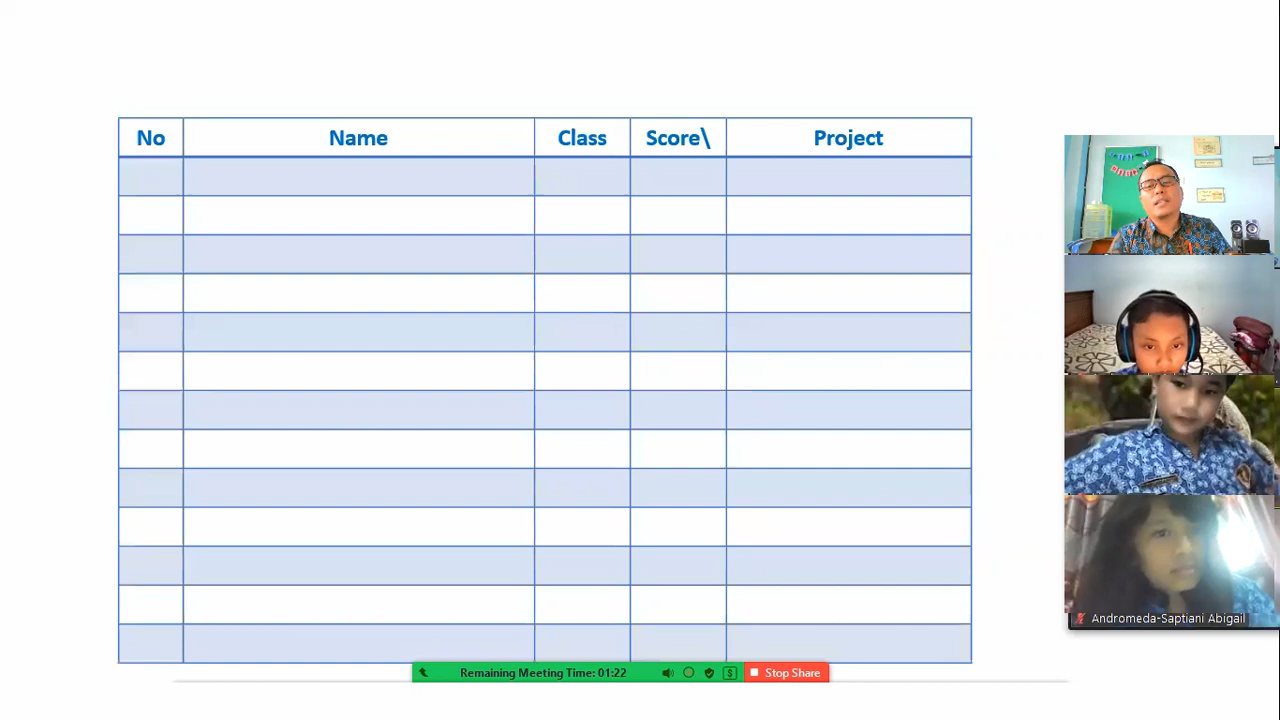 No Name Class Score\ Project
Andromeda-Saptiani Abigail
Remaining Meeting Time: 01:22 Stop Share